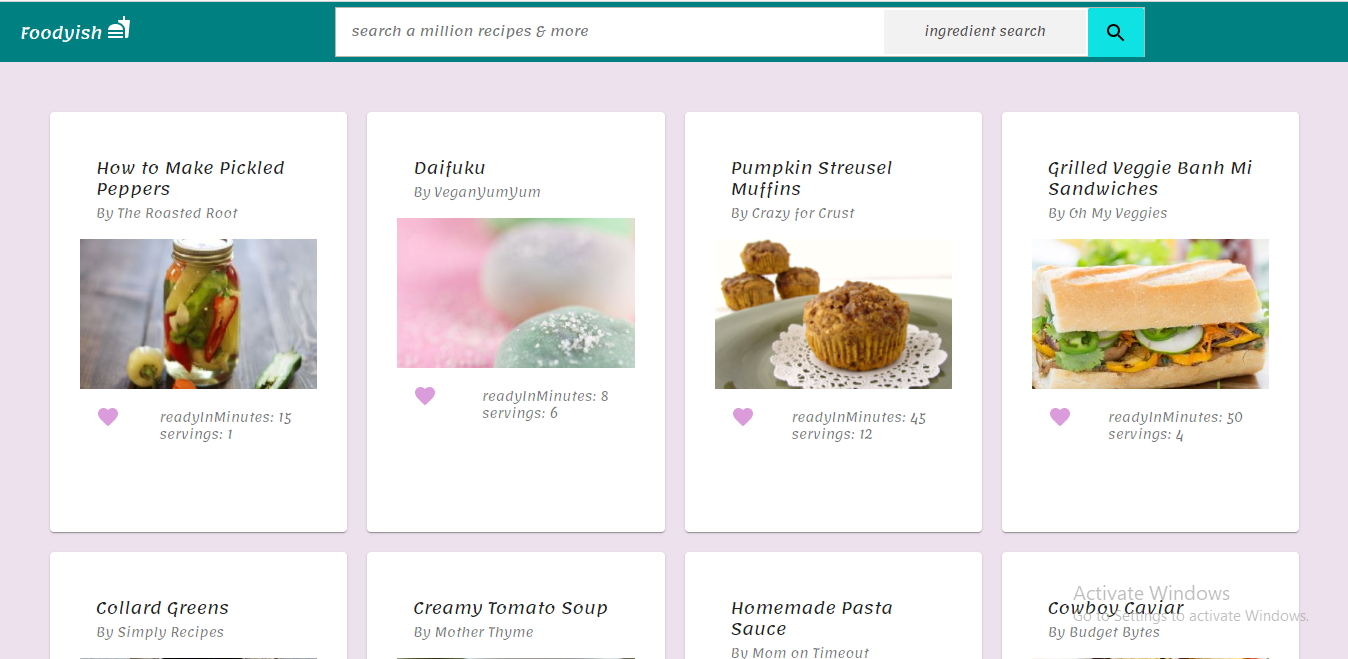 Foodyish
search a million recipes & more
ingredient search
How to Make Pickled
Peppers
By The Roasted Root
readyInMinutes: 15
servings: 1
Daifuku
By VeganYumYum
readyInMinutes: 8
servings: 6
Pumpkin Streusel
Muffins
By Crazy for Crust
readyInMinutes: 45
servings: 12
Grilled Veggie Banh Mi
Sandwiches
By Oh My Veggies
readyInMinutes: 50
servings: 4
Collard Greens
By Simply Recipes
Creamy Tomato Soup
By Mother Thyme
Homemade Pasta
Sauce
By Mom on Timeout
Cowboy Caviar
By Budget Bytes
Activate Windows
Go to Settings to activate Windows.